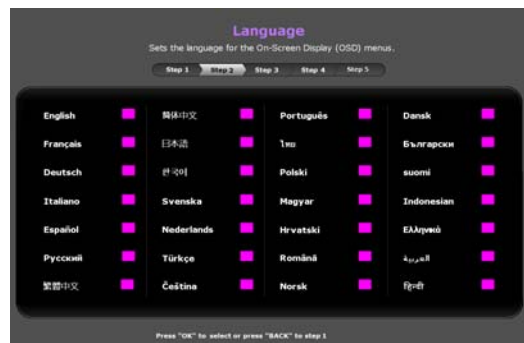 Language
Sets the language for the On-Screen Display (OSD) menus.
Step 1 Step 2 Step 3 Step 4 Step 5
English 簡体中文 Português Dansk
Français 日本語 ไทย Български
Deutsch 한국어 Polski suomi
Italiano Svenska Magyar Indonesian
Español Nederlands Hrvatski Ελληνικά
Русский Türkçe Română العربية
繁體中文 Čeština Norsk हिन्दी
Press "OK" to select or press "BACK" to step 1